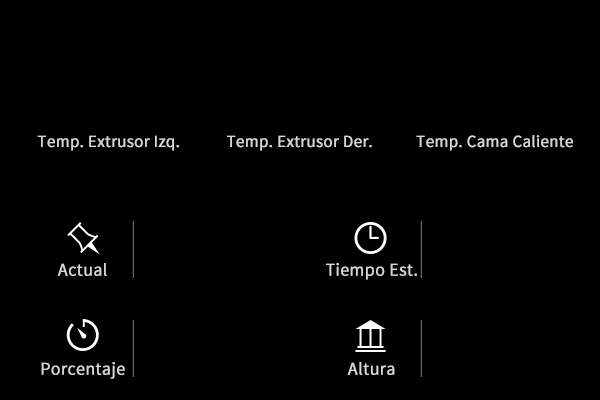 Temp. Extrusor Izq. Temp. Extrusor Der. Temp. Cama Caliente
Actual Tiempo Est.
Porcentaje Altura